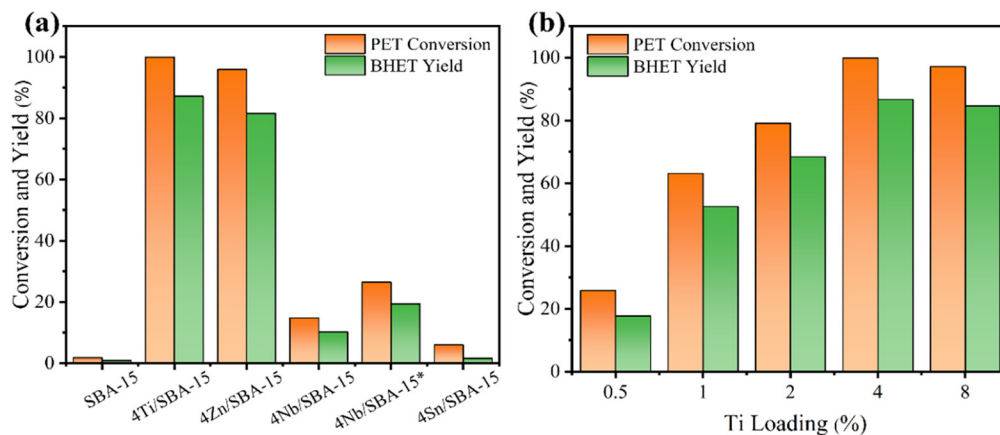 (a)
PET Conversion
BHET Yield
Conversion and Yield (%)
100
80
60
40
20
0
SBA-15
4Ti/SBA-15
4Zn/SBA-15
4Nb/SBA-15
4Nb/SBA-15*
4Sn/SBA-15
(b)
PET Conversion
BHET Yield
Conversion and Yield (%)
100
80
60
40
20
0
0.5 1 2 4 8
Ti Loading (%)